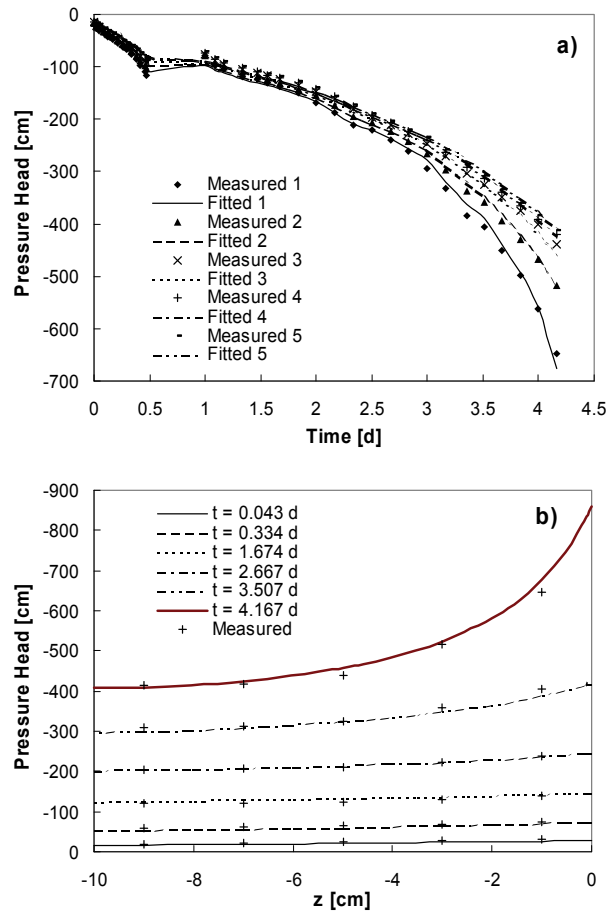 a)
0
-100
-200
-300
-400
-500
-600
-700
Pressure Head [cm]
Measured 1
Fitted 1
Measured 2
Fitted 2
Measured 3
Fitted 3
Measured 4
Fitted 4
Measured 5
Fitted 5
0 0.5 1 1.5 2 2.5 3 3.5 4 4.5
Time [d]
b)
-900
-800
-700
-600
-500
-400
-300
-200
-100
0
Pressure Head [cm]
t = 0.043 d
t = 0.334 d
t = 1.674 d
t = 2.667 d
t = 3.507 d
t = 4.167 d
Measured
-10 -8 -6 -4 -2 0
z [cm]